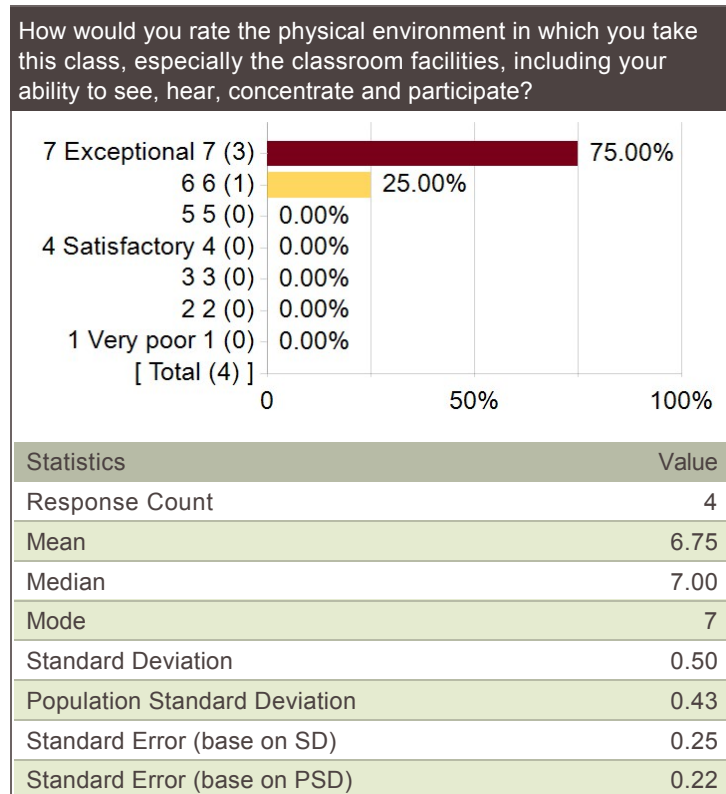 How would you rate the physical environment in which you take
this class, especially the classroom facilities, including your
ability to see, hear, concentrate and participate?
7 Exceptional 7 (3) 75.00%
6 6 (1) 25.00%
5 5 (0) 0.00%
4 Satisfactory 4 (0) 0.00%
3 3 (0) 0.00%
2 2 (0) 0.00%
1 Very poor 1 (0) 0.00%
[ Total (4) ]
0 50% 100%
Statistics Value
Response Count 4
Mean 6.75
Median 7.00
Mode 7
Standard Deviation 0.50
Population Standard Deviation 0.43
Standard Error (base on SD) 0.25
Standard Error (base on PSD) 0.22